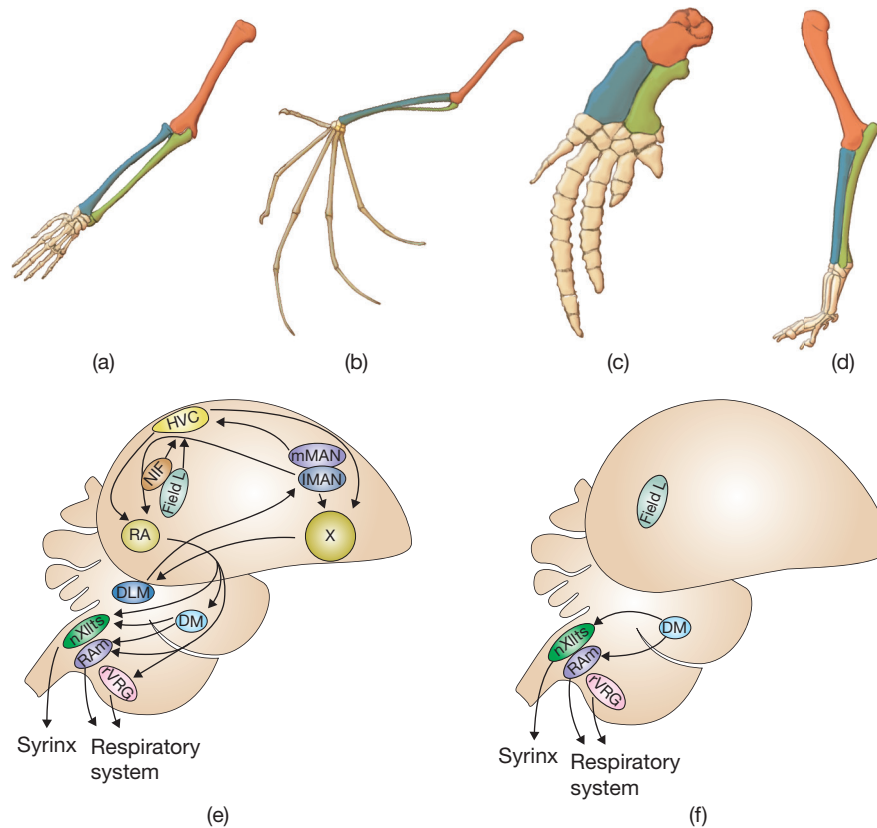 (a)
(b)
(c)
(d)
HVC
NIF
Field L
mMAN
lMAN
RA
X
DLM
DM
nXIIts
RAm
rVRG
Syrinx
Respiratory
system
(e)
Field L
DM
nXIIts
RAm
rVRG
Syrinx
Respiratory
system
(f)